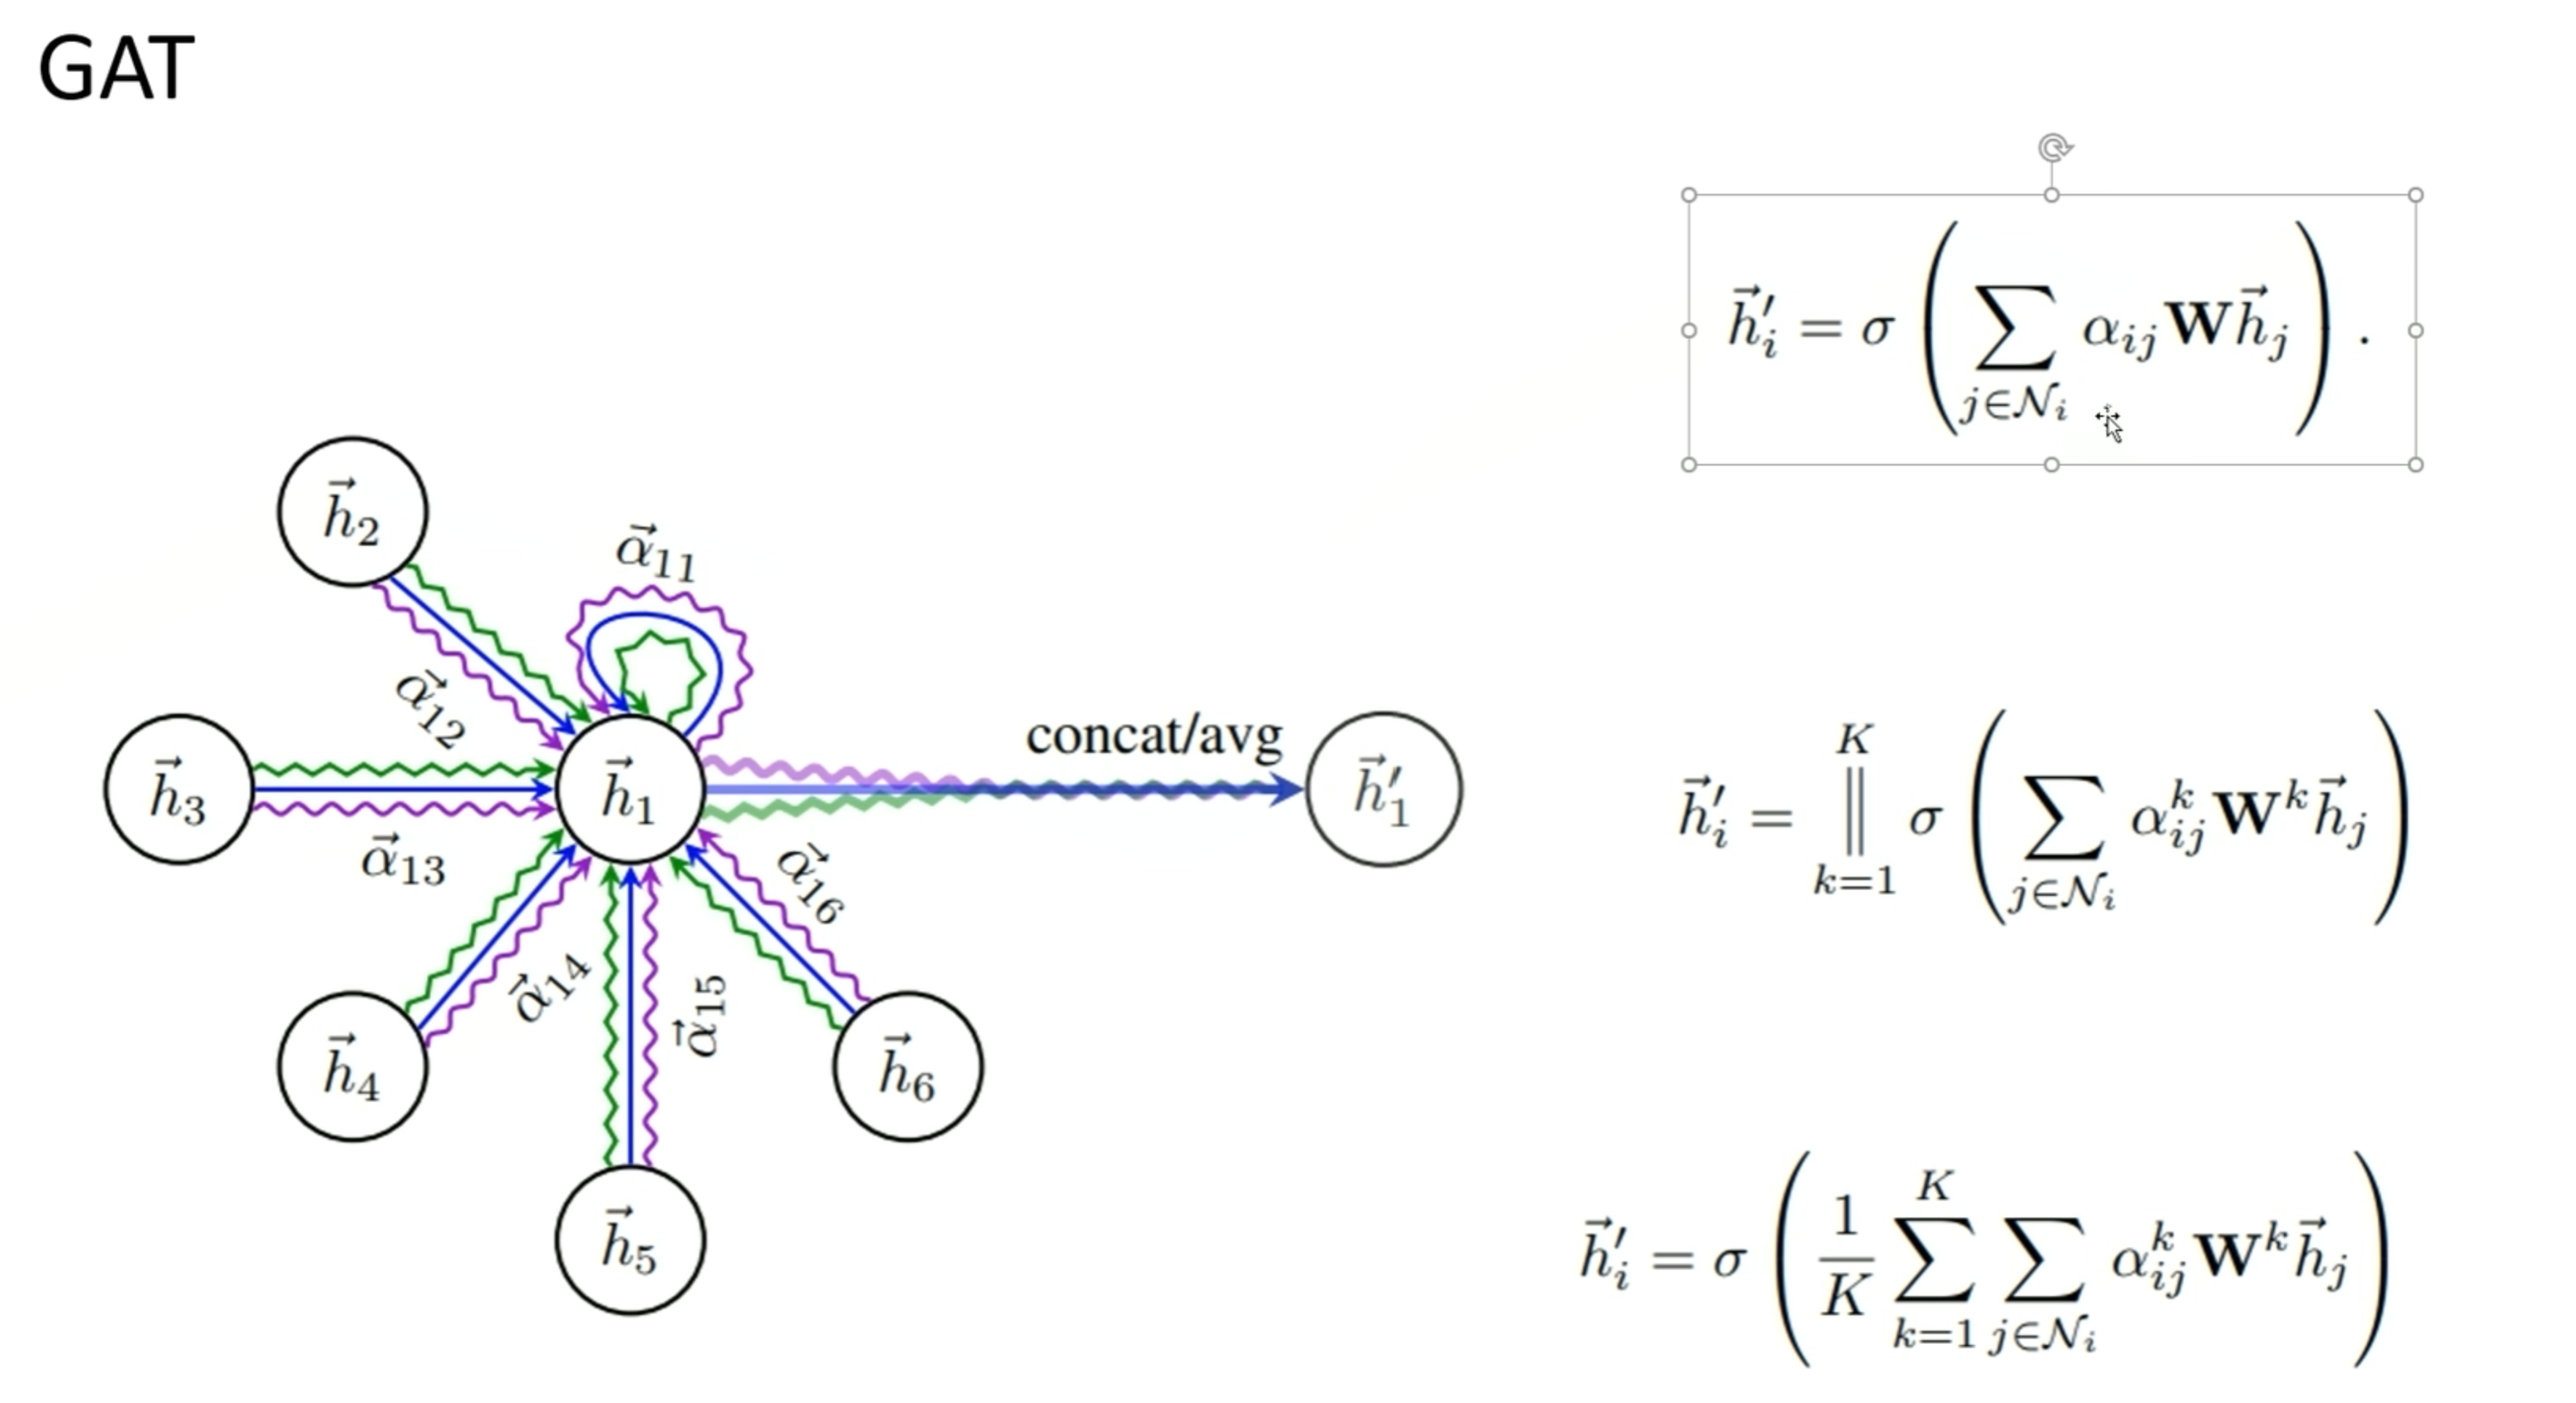 GAT
$\vec{h}'_i = \sigma \left( \sum_{j \in \mathcal{N}_i} \alpha_{ij} \mathbf{W} \vec{h}_j \right).$
$\vec{h}_2$
$\vec{\alpha}_{11}$
$\vec{\alpha}_{12}$
concat/avg
$\vec{h}_3$
$\vec{h}_1$
$\vec{h}'_1$
$\vec{h}'_i = \Vert_{k=1}^{K} \sigma \left( \sum_{j \in \mathcal{N}_i} \alpha^k_{ij} \mathbf{W}^k \vec{h}_j \right)$
$\vec{\alpha}_{13}$
$\vec{\alpha}_{16}$
$\vec{\alpha}_{14}$
$\vec{\alpha}_{15}$
$\vec{h}_4$
$\vec{h}_6$
$\vec{h}_5$
$\vec{h}'_i = \sigma \left( \frac{1}{K} \sum_{k=1}^{K} \sum_{j \in \mathcal{N}_i} \alpha^k_{ij} \mathbf{W}^k \vec{h}_j \right)$